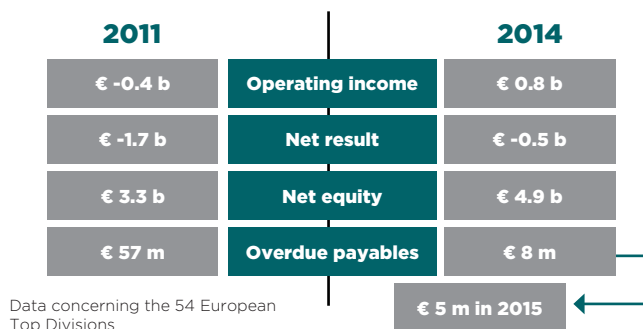 2011 2014
€ -0.4 b Operating income € 0.8 b
€ -1.7 b Net result € -0.5 b
€ 3.3 b Net equity € 4.9 b
€ 57 m Overdue payables € 8 m
€ 5 m in 2015
Data concerning the 54 European
Top Divisions